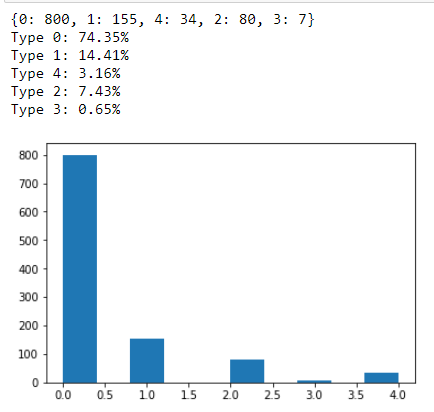 {0: 800, 1: 155, 4: 34, 2: 80, 3: 7}
Type 0: 74.35%
Type 1: 14.41%
Type 4: 3.16%
Type 2: 7.43%
Type 3: 0.65%
800
700
600
500
400
300
200
100
0
0.0 0.5 1.0 1.5 2.0 2.5 3.0 3.5 4.0